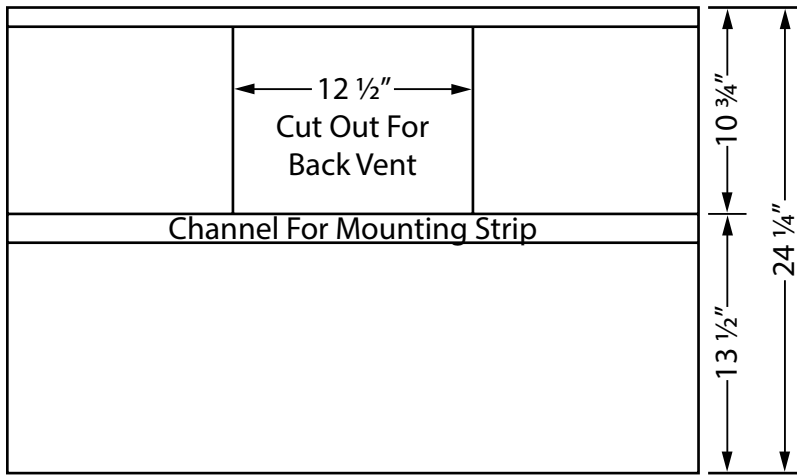 12 ½”
Cut Out For
Back Vent
Channel For Mounting Strip
10 ¾”
13 ½”
24 ¼”